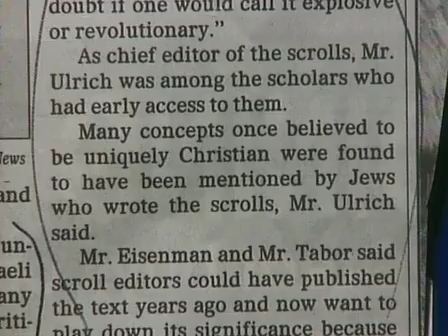 doubt if one would call it explosive
or revolutionary."
As chief editor of the scrolls, Mr.
Ulrich was among the scholars who
had early access to them.
Many concepts once believed to
be uniquely Christian were found
to have been mentioned by Jews
who wrote the scrolls, Mr. Ulrich
said.
Mr. Eisenman and Mr. Tabor said
scroll editors could have published
the text years ago and now want to
play down its significance because
News
and
un-
aeli
any
riti-